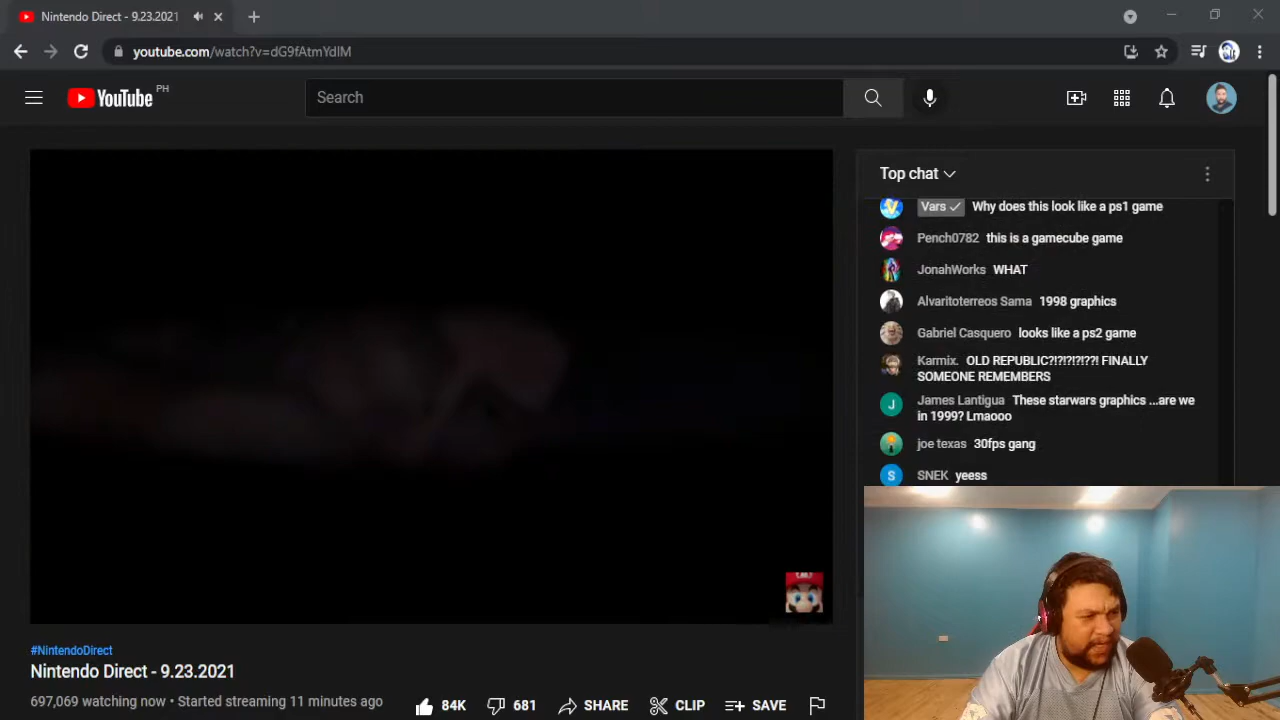 Nintendo Direct - 9.23.2021
youtube.com/watch?v=dG9fAtmYdIM
YouTube PH
Search
Top chat
Vars Why does this look like a ps1 game
Pench0782 this is a gamecube game
JonahWorks WHAT
Alvaritoterreos Sama 1998 graphics
Gabriel Casquero looks like a ps2 game
Karmix. OLD REPUBLIC?!?!?!?!??! FINALLY
SOMEONE REMEMBERS
J James Lantigua These starwars graphics ...are we
in 1999? Lmaooo
joe texas 30fps gang
S SNEK yeess
#NintendoDirect
Nintendo Direct - 9.23.2021
697,069 watching now • Started streaming 11 minutes ago
84K 681 SHARE CLIP SAVE